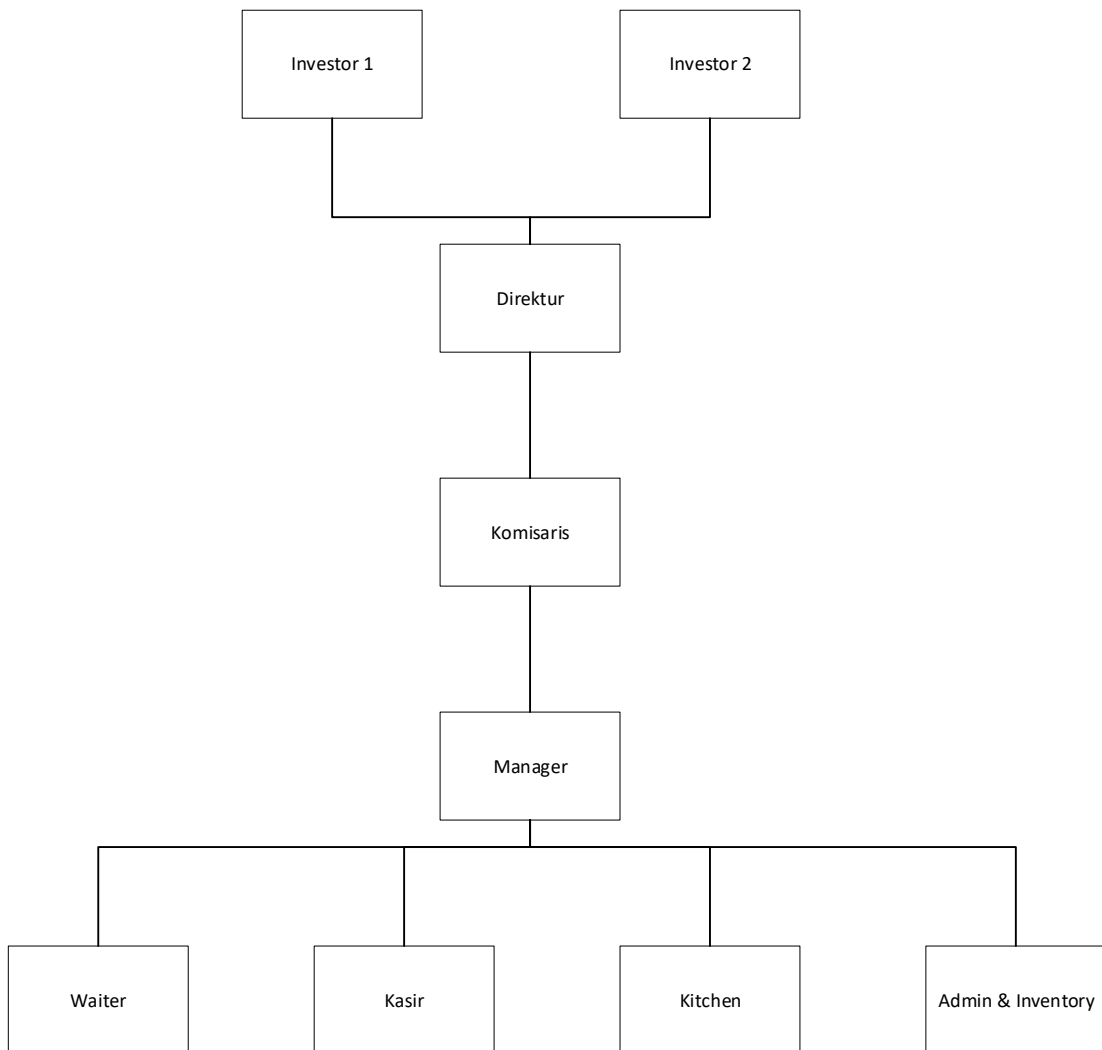 Investor 1
Investor 2
Direktur
Komisaris
Manager
Waiter
Kasir
Kitchen
Admin & Inventory